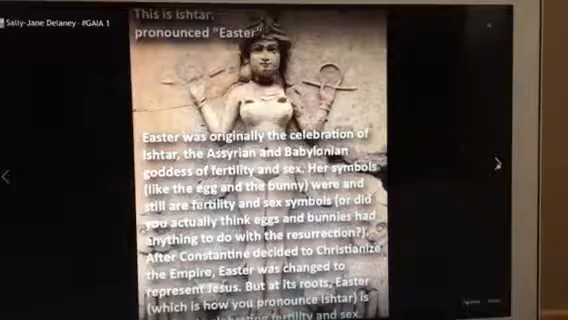 Sally-Jane Delaney · #GAIA 1
This is Ishtar:
pronounced "Easter"
Easter was originally the celebration of
Ishtar, the Assyrian and Babylonian
goddess of fertility and sex. Her symbols
(like the egg and the bunny) were and
still are fertility and sex symbols (or did
you actually think eggs and bunnies had
anything to do with the resurrection?).
After Constantine decided to Christianize
the Empire, Easter was changed to
represent Jesus. But at its roots, Easter
(which is how you pronounce Ishtar) is
celebrating fertility and sex.